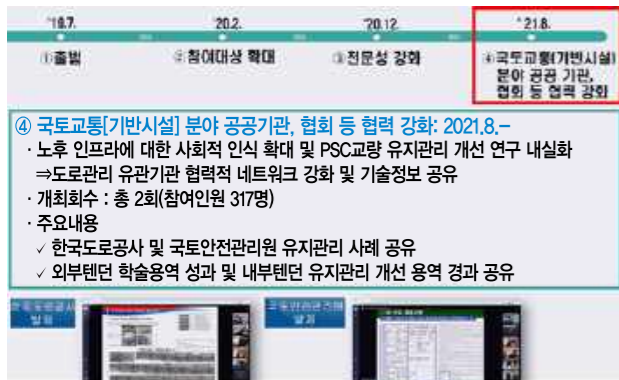 '19.7.
'20.2.
'20.12.
'21.8.
①출범
②참여대상 확대
③전문성 강화
④국토교통(기반시설)
분야 공공 기관,
협회 등 협력 강화
④ 국토교통[기반시설] 분야 공공기관, 협회 등 협력 강화: 2021.8.–
· 노후 인프라에 대한 사회적 인식 확대 및 PSC교량 유지관리 개선 연구 내실화
⇒도로관리 유관기관 협력적 네트워크 강화 및 기술정보 공유
· 개최회수 : 총 2회(참여인원 317명)
· 주요내용
✓ 한국도로공사 및 국토안전관리원 유지관리 사례 공유
✓ 외부텐던 학술용역 성과 및 내부텐던 유지관리 개선 용역 경과 공유
한국도로공사
발표
국토안전관리원
발표